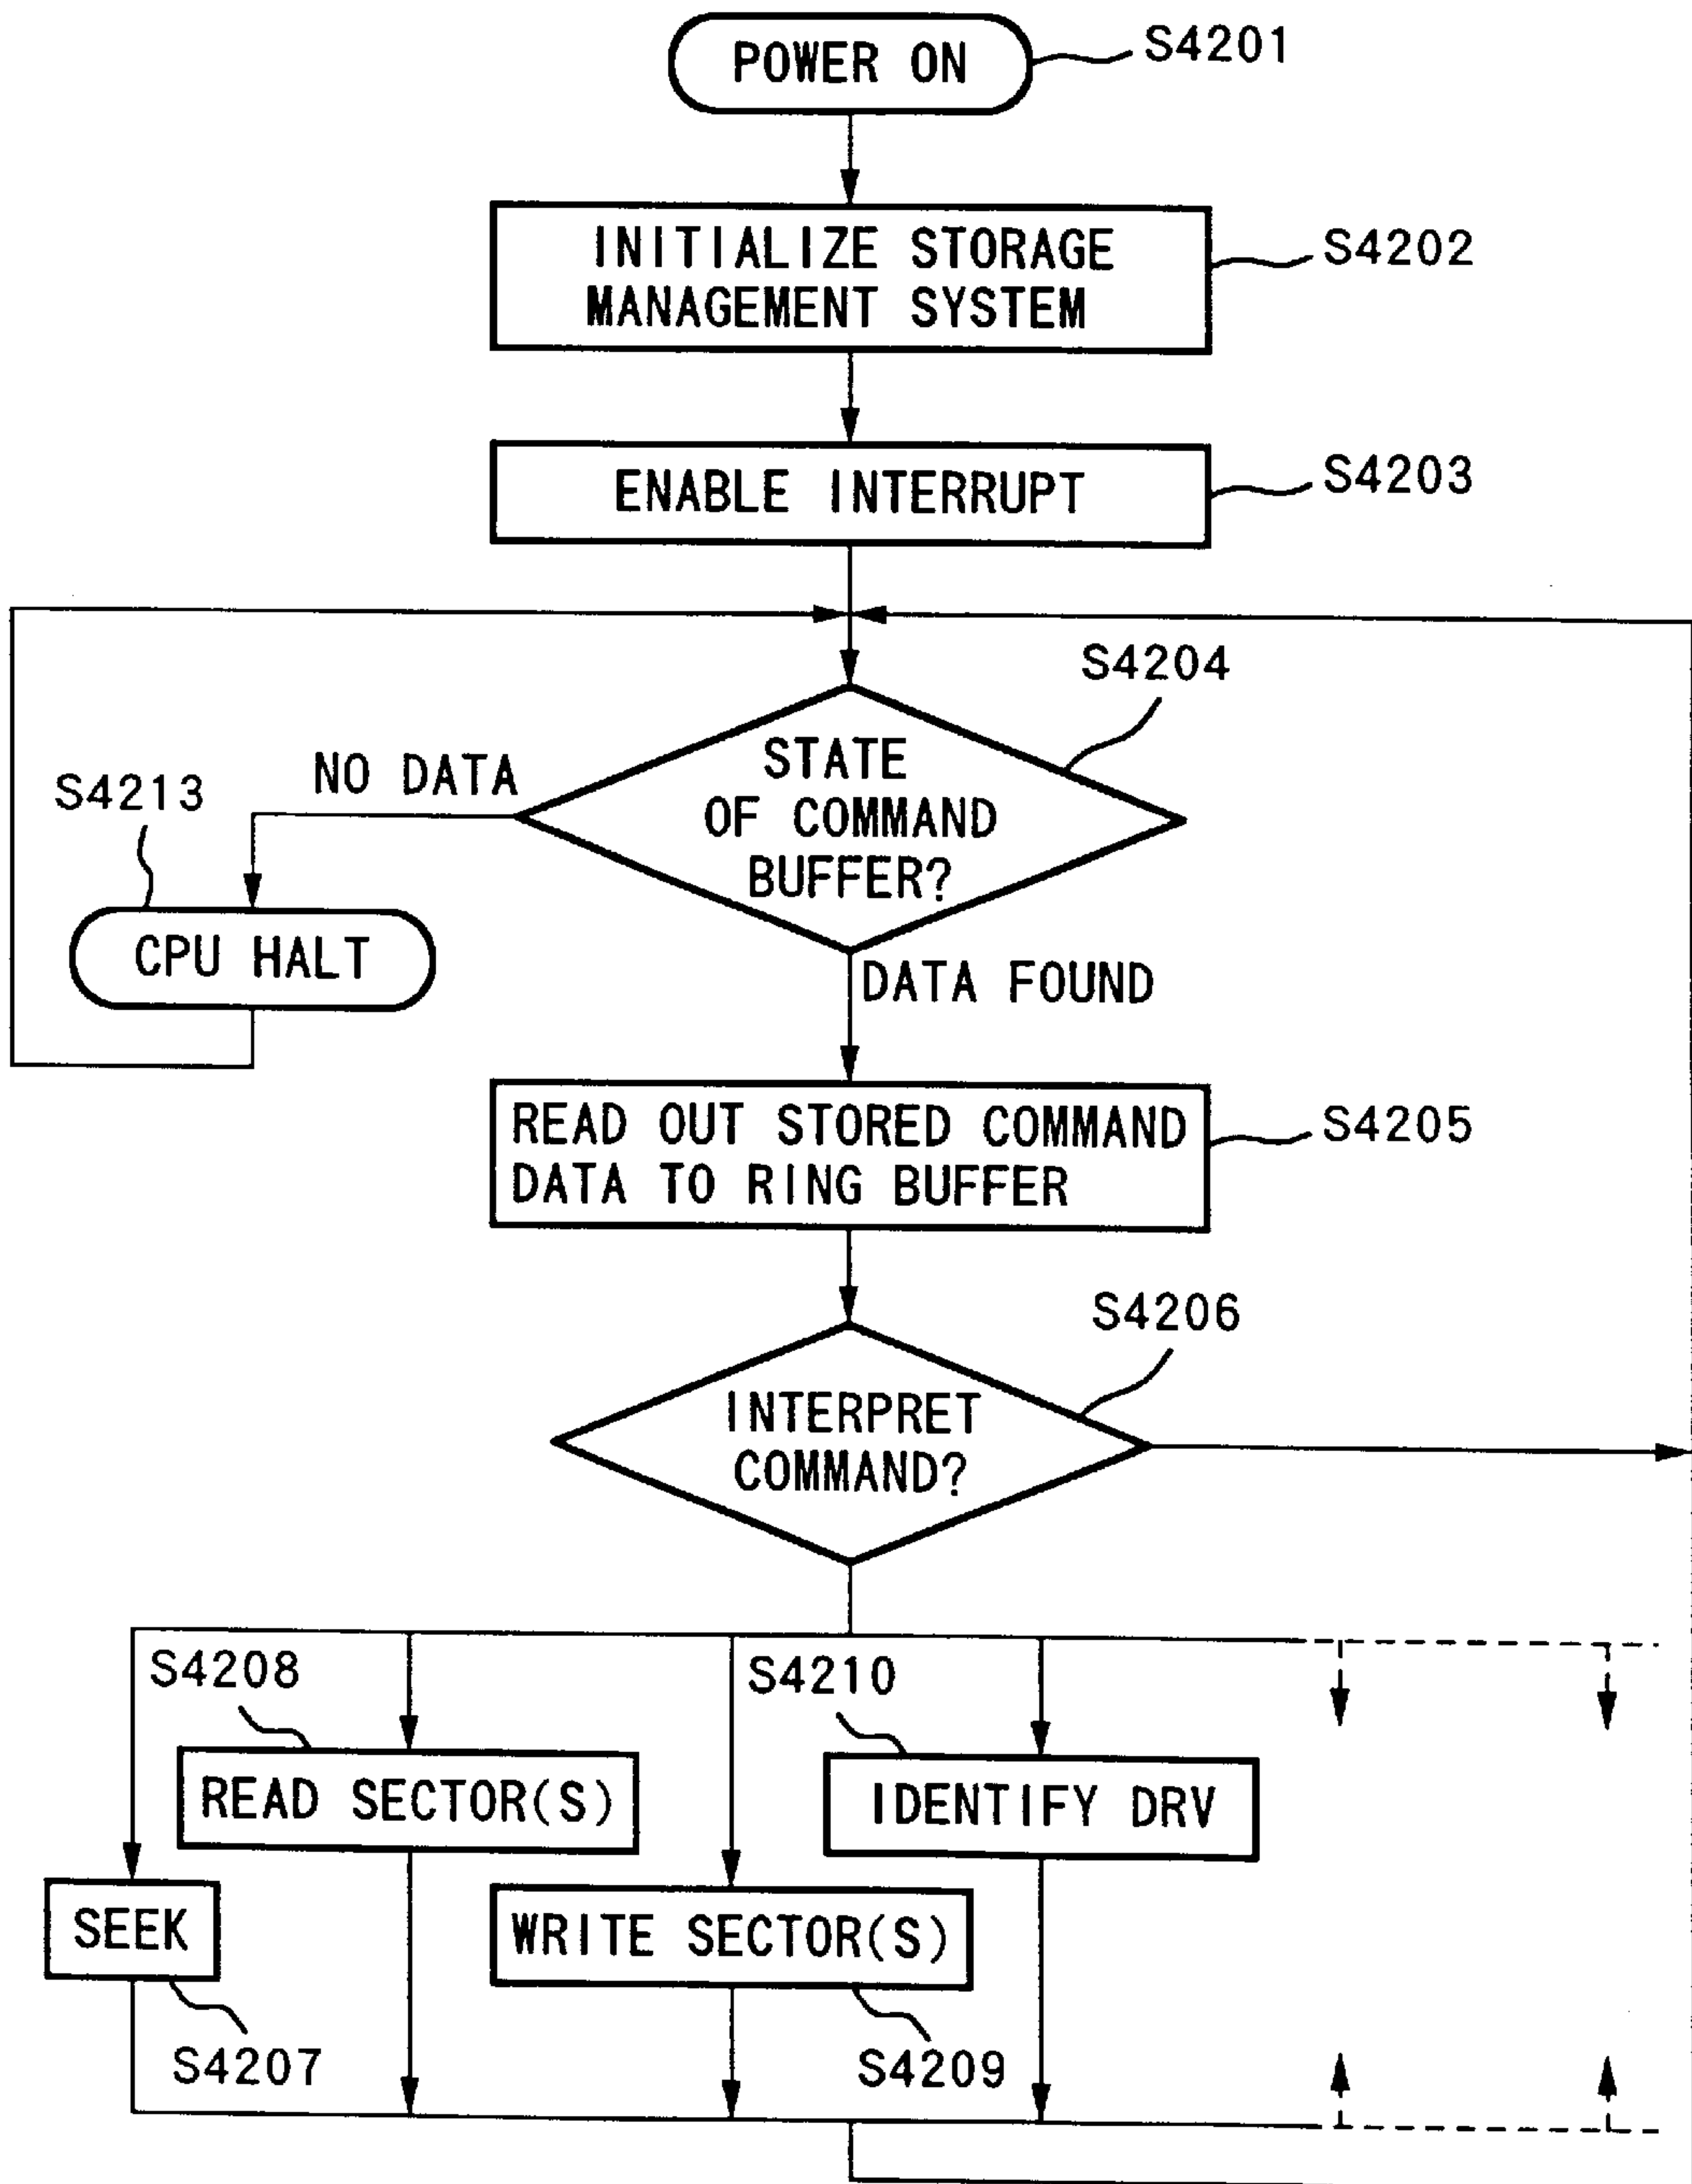 POWER ON
S4201
INITIALIZE STORAGE
MANAGEMENT SYSTEM
S4202
ENABLE INTERRUPT
S4203
S4204
STATE
OF COMMAND
BUFFER?
NO DATA
S4213
CPU HALT
DATA FOUND
READ OUT STORED COMMAND
DATA TO RING BUFFER
S4205
S4206
INTERPRET
COMMAND?
S4208
S4210
READ SECTOR(S)
IDENTIFY DRV
SEEK
WRITE SECTOR(S)
S4207
S4209